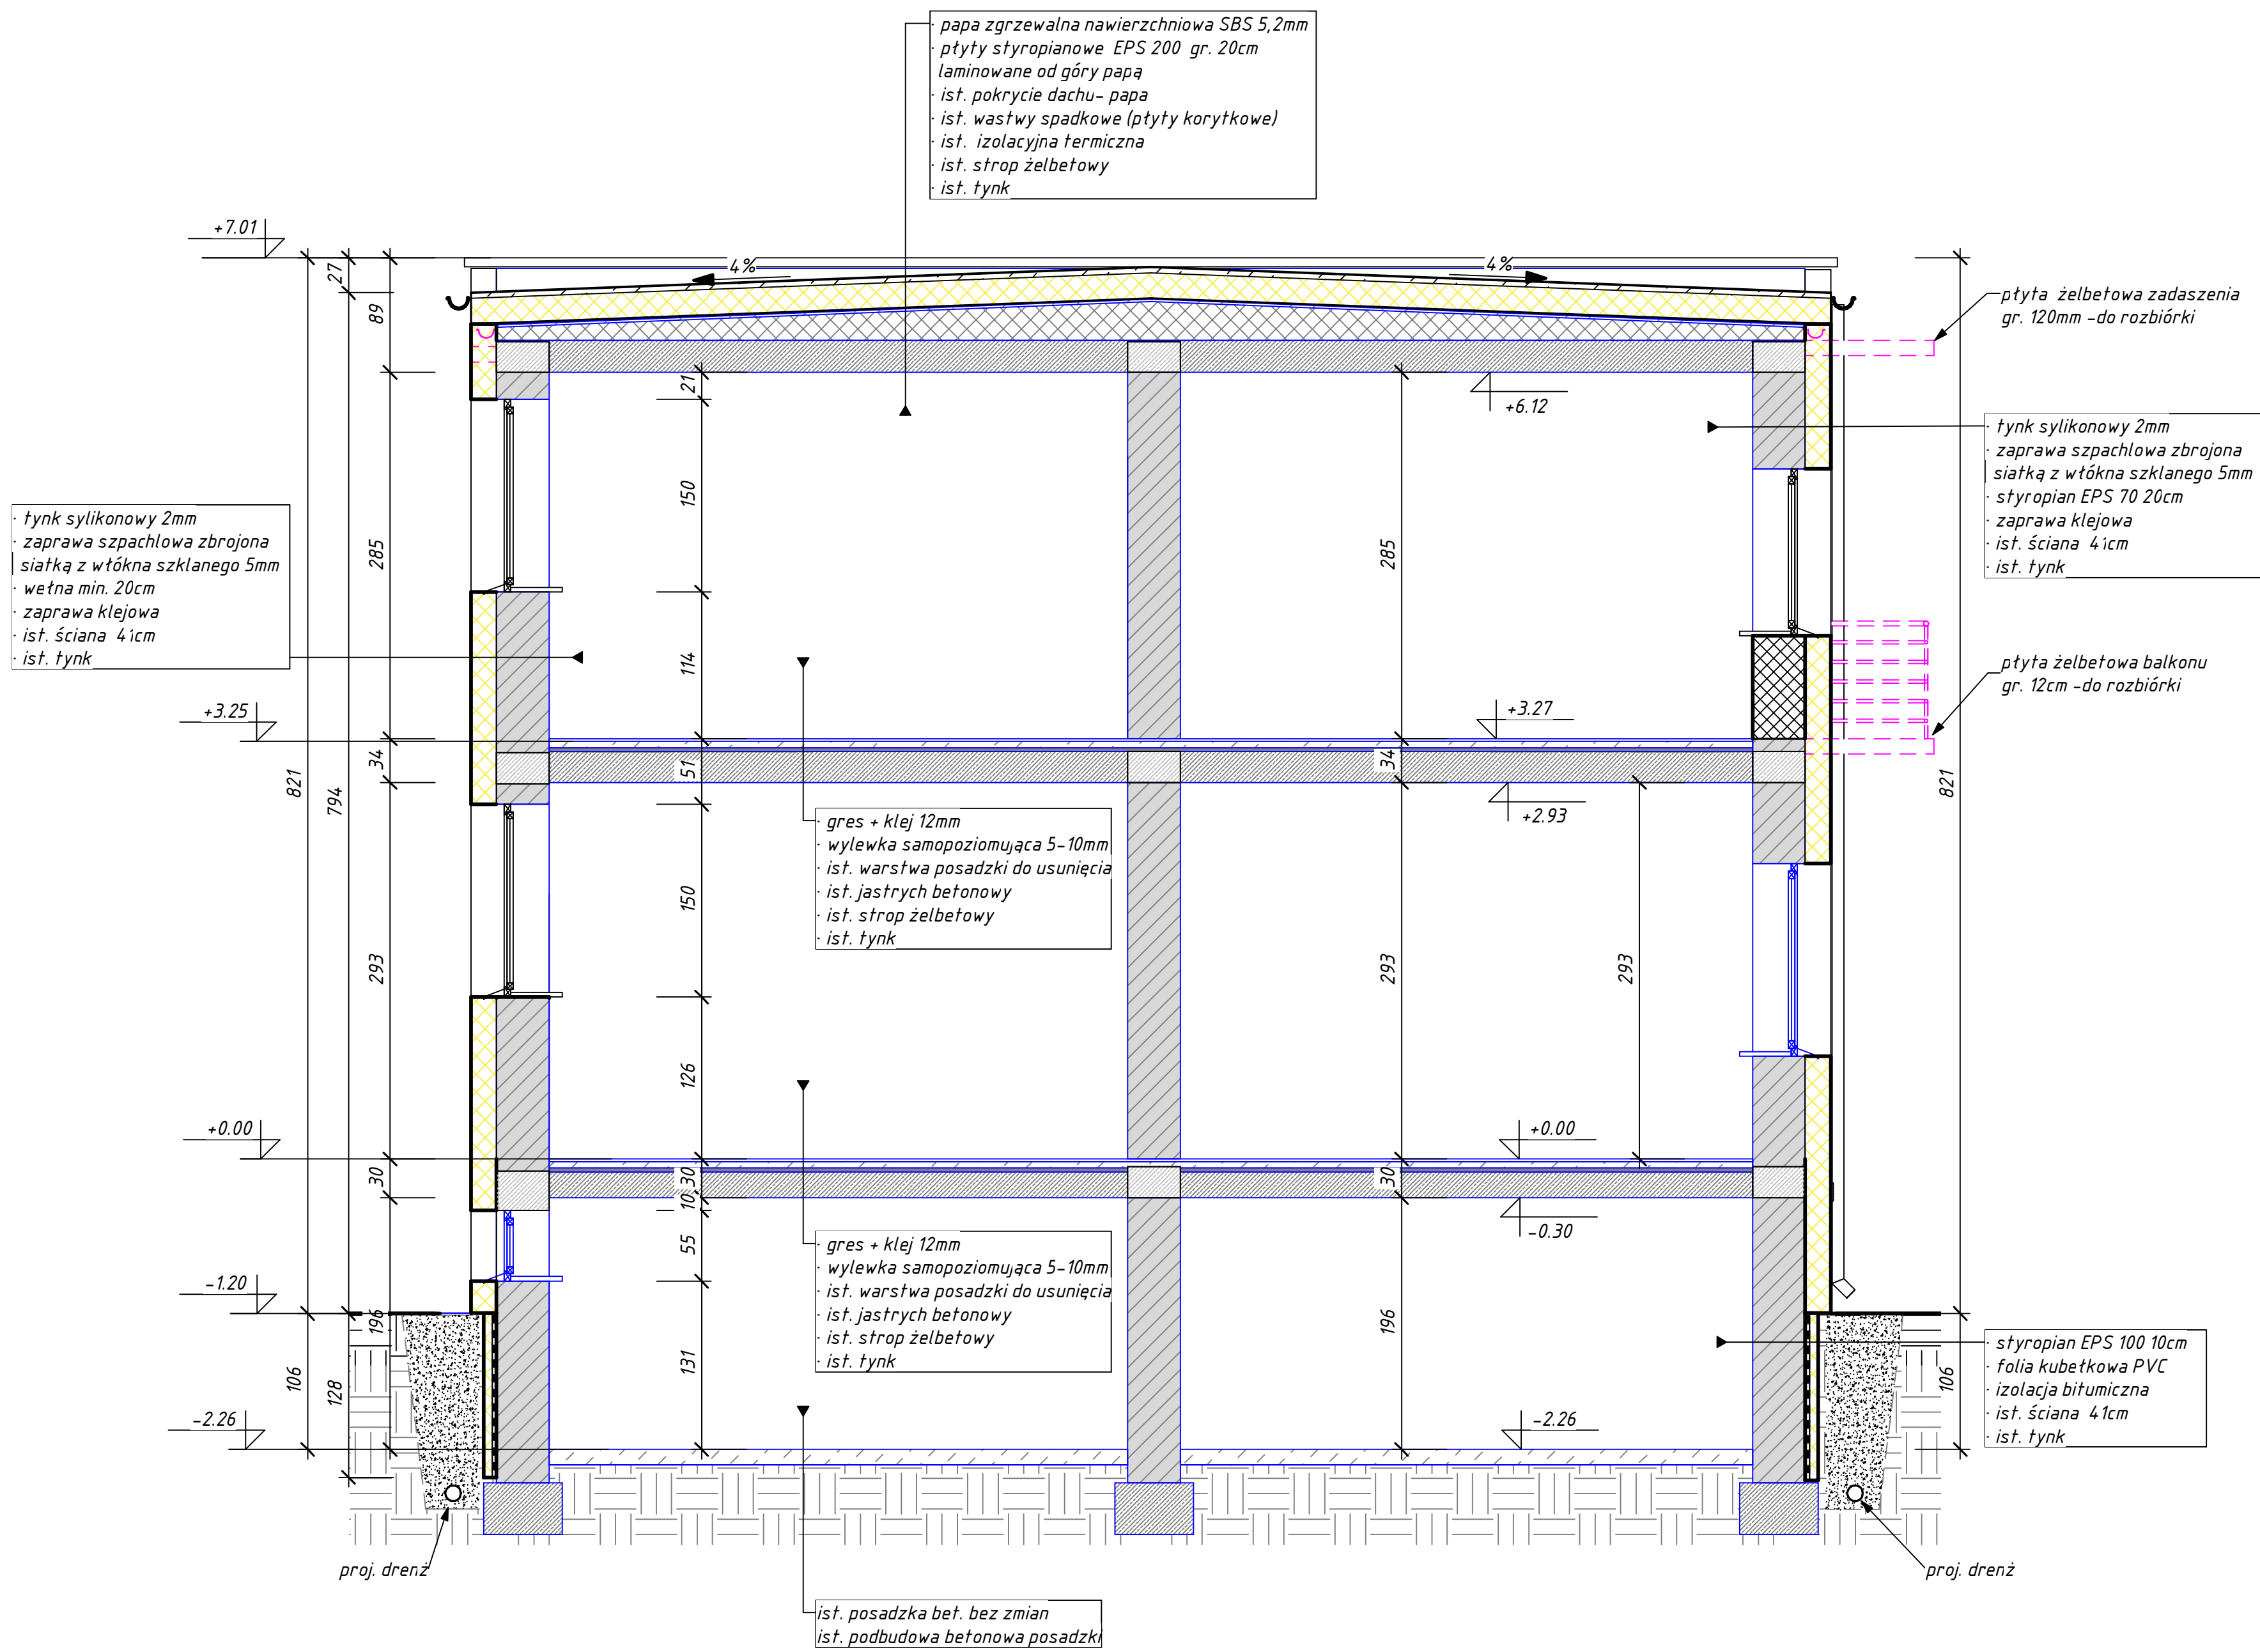 · papa zgrzewalna nawierzchniowa SBS 5,2mm
· płyty styropianowe EPS 200 gr. 20cm
laminowane od góry papą
· ist. pokrycie dachu- papa
· ist. wastwy spadkowe (płyty korytkowe)
· ist. izolacyjna termiczna
· ist. strop żelbetowy
· ist. tynk
+7.01
27
89
4%
4%
płyta żelbetowa zadaszenia
gr. 120mm -do rozbiórki
21
+6.12
· tynk sylikonowy 2mm
· zaprawa szpachlowa zbrojona
siatką z włókna szklanego 5mm
· styropian EPS 70 20cm
· zaprawa klejowa
· ist. ściana 41cm
· ist. tynk
· tynk sylikonowy 2mm
· zaprawa szpachlowa zbrojona
siatką z włókna szklanego 5mm
· wełna min. 20cm
· zaprawa klejowa
· ist. ściana 41cm
· ist. tynk
285
150
285
114
płyta żelbetowa balkonu
gr. 12cm -do rozbiórki
+3.25
+3.27
821
794
34
51
34
821
+2.93
· gres + klej 12mm
· wylewka samopoziomująca 5-10mm
· ist. warstwa posadzki do usunięcia
· ist. jastrych betonowy
· ist. strop żelbetowy
· ist. tynk
293
150
293
293
126
+0.00
+0.00
30
30
10
30
-0.30
· gres + klej 12mm
· wylewka samopoziomująca 5-10mm
· ist. warstwa posadzki do usunięcia
· ist. jastrych betonowy
· ist. strop żelbetowy
· ist. tynk
55
-1.20
196
131
196
106
128
106
· styropian EPS 100 10cm
· folia kubełkowa PVC
· izolacja bitumiczna
· ist. ściana 41cm
· ist. tynk
-2.26
-2.26
proj. drenż
proj. drenż
ist. posadzka bet. bez zmian
ist. podbudowa betonowa posadzki